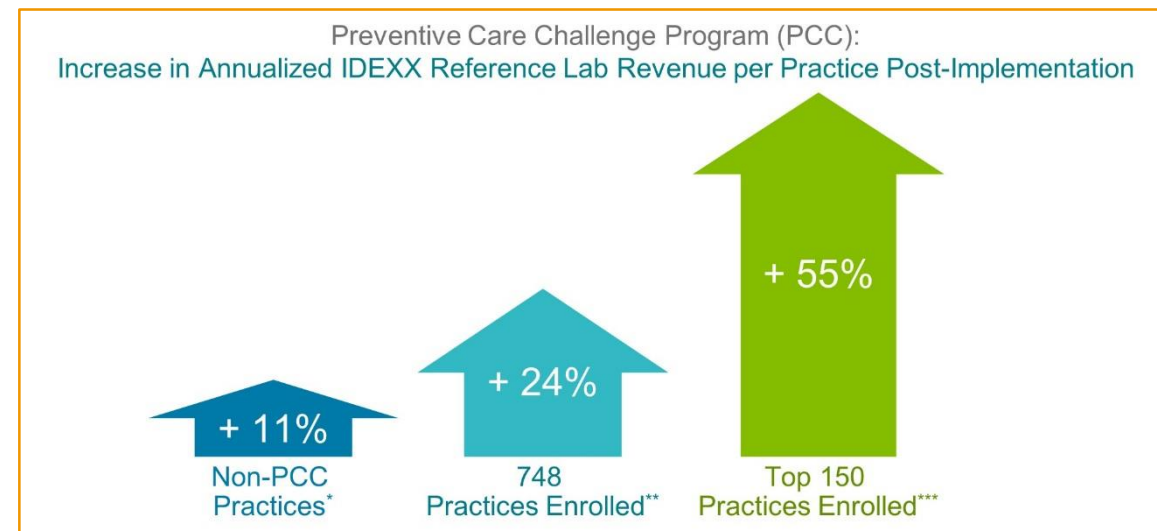 Preventive Care Challenge Program (PCC):
Increase in Annualized IDEXX Reference Lab Revenue per Practice Post-Implementation
+ 11%
+ 24%
+ 55%
Non-PCC
Practices*
748
Practices Enrolled**
Top 150
Practices Enrolled***